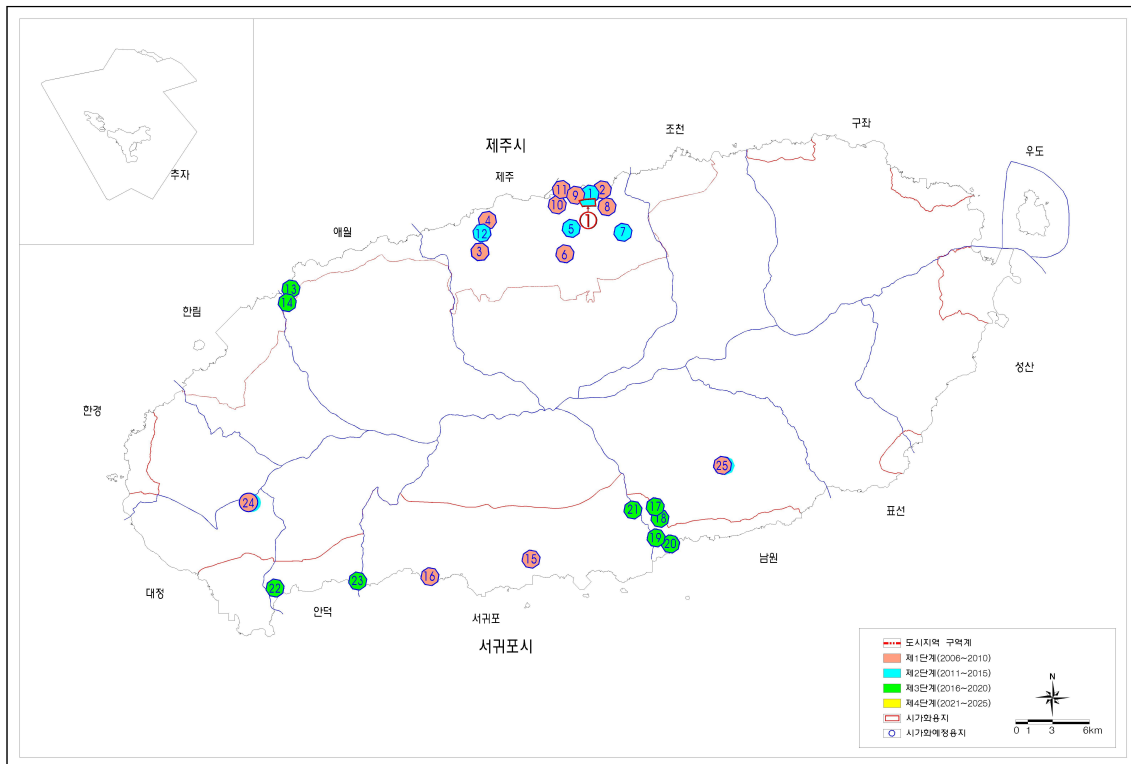 추자
제주시
제주
조천
구좌
우도
애월
한림
한경
성산
표선
남원
대정
안덕
서귀포
서귀포시
11
9
1
2
10
8
1
4
12
3
5
7
6
13
14
25
24
21
17
18
19
20
15
16
22
23
도시지역 구역계
제1단계(2006~2010)
제2단계(2011~2015)
제3단계(2016~2020)
제4단계(2021~2025)
시가화용지
시가화예정용지
N
0 1 3 6km